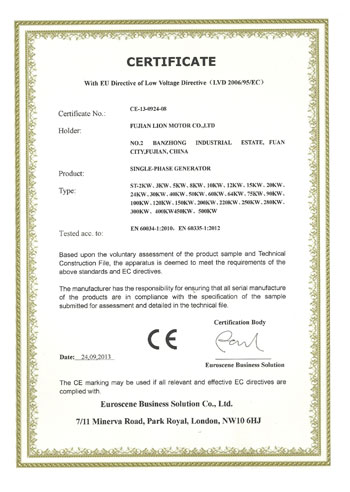 CERTIFICATE
With EU Directive of Low Voltage Directive (LVD 2006/95/EC)
Certificate No.: CE-13-0924-08
Holder: FUJIAN LION MOTOR CO.,LTD
NO.2 BANZHONG INDUSTRIAL ESTATE, FUAN
CITY,FUJIAN, CHINA
Product: SINGLE-PHASE GENERATOR
Type: ST-2KW, 3KW, 5KW, 8KW, 10KW, 12KW, 15KW, 20KW,
24KW, 30KW, 40KW, 50KW, 60KW, 64KW, 75KW, 90KW,
100KW, 120KW, 150KW, 200KW, 220KW, 250KW, 280KW,
300KW, 400KW450KW, 500KW
Tested acc. to: EN 60034-1:2010, EN 60335-1:2012
Based upon the voluntary assessment of the product sample and Technical
Construction File, the apparatus is deemed to meet the requirements of the
above standards and EC directives.
The manufacturer has the responsibility for ensuring that all serial manufacture
of the products are in compliance with the specification of the sample
submitted for assessment and detailed in the technical file.
Certification Body
CE
Date: 24,09,2013
Euroscene Business Solution
The CE marking may be used if all relevant and effective EC directives are
complied with.
Euroscene Business Solution Co., Ltd.
7/11 Minerva Road, Park Royal, London, NW10 6HJ